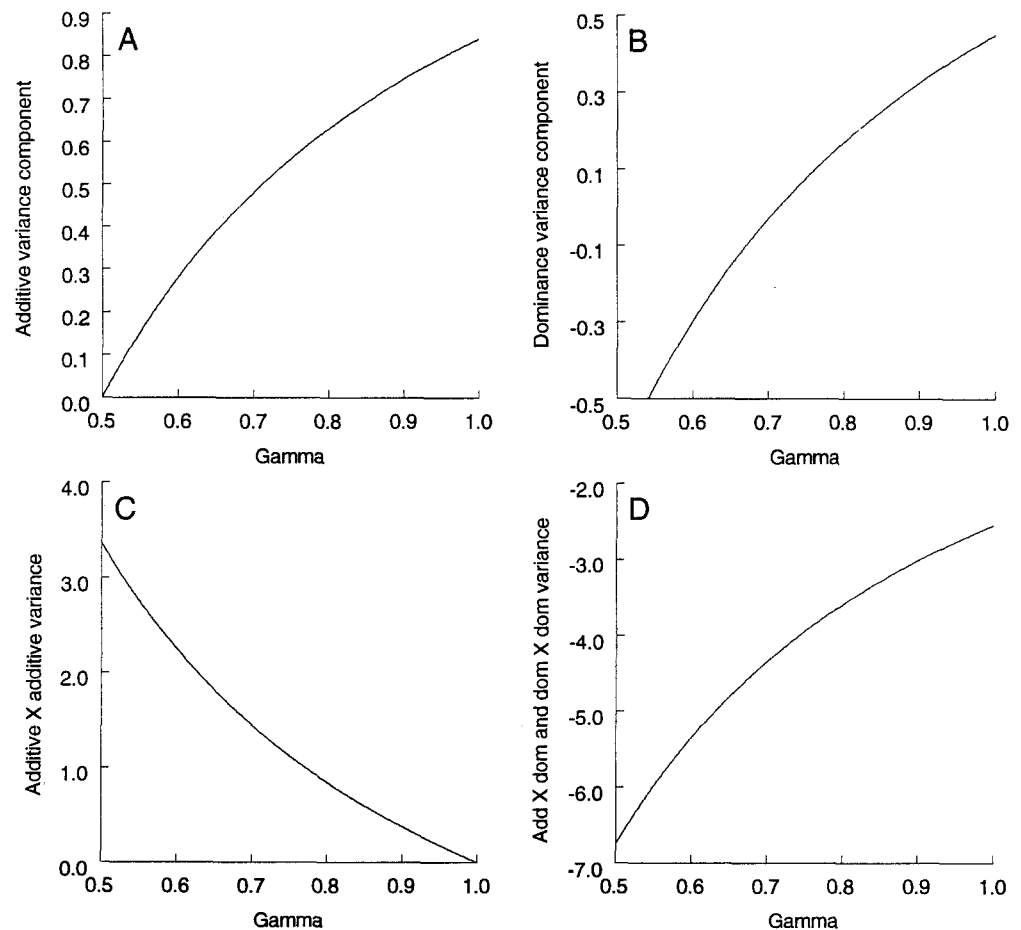 A
Additive variance component
0.9
0.8
0.7
0.6
0.5
0.4
0.3
0.2
0.1
0.0
0.5 0.6 0.7 0.8 0.9 1.0
Gamma
B
Dominance variance component
0.5
0.3
0.1
-0.1
-0.3
-0.5
0.5 0.6 0.7 0.8 0.9 1.0
Gamma
C
Additive X additive variance
4.0
3.0
2.0
1.0
0.0
0.5 0.6 0.7 0.8 0.9 1.0
Gamma
D
Add X dom and dom X dom variance
-2.0
-3.0
-4.0
-5.0
-6.0
-7.0
0.5 0.6 0.7 0.8 0.9 1.0
Gamma